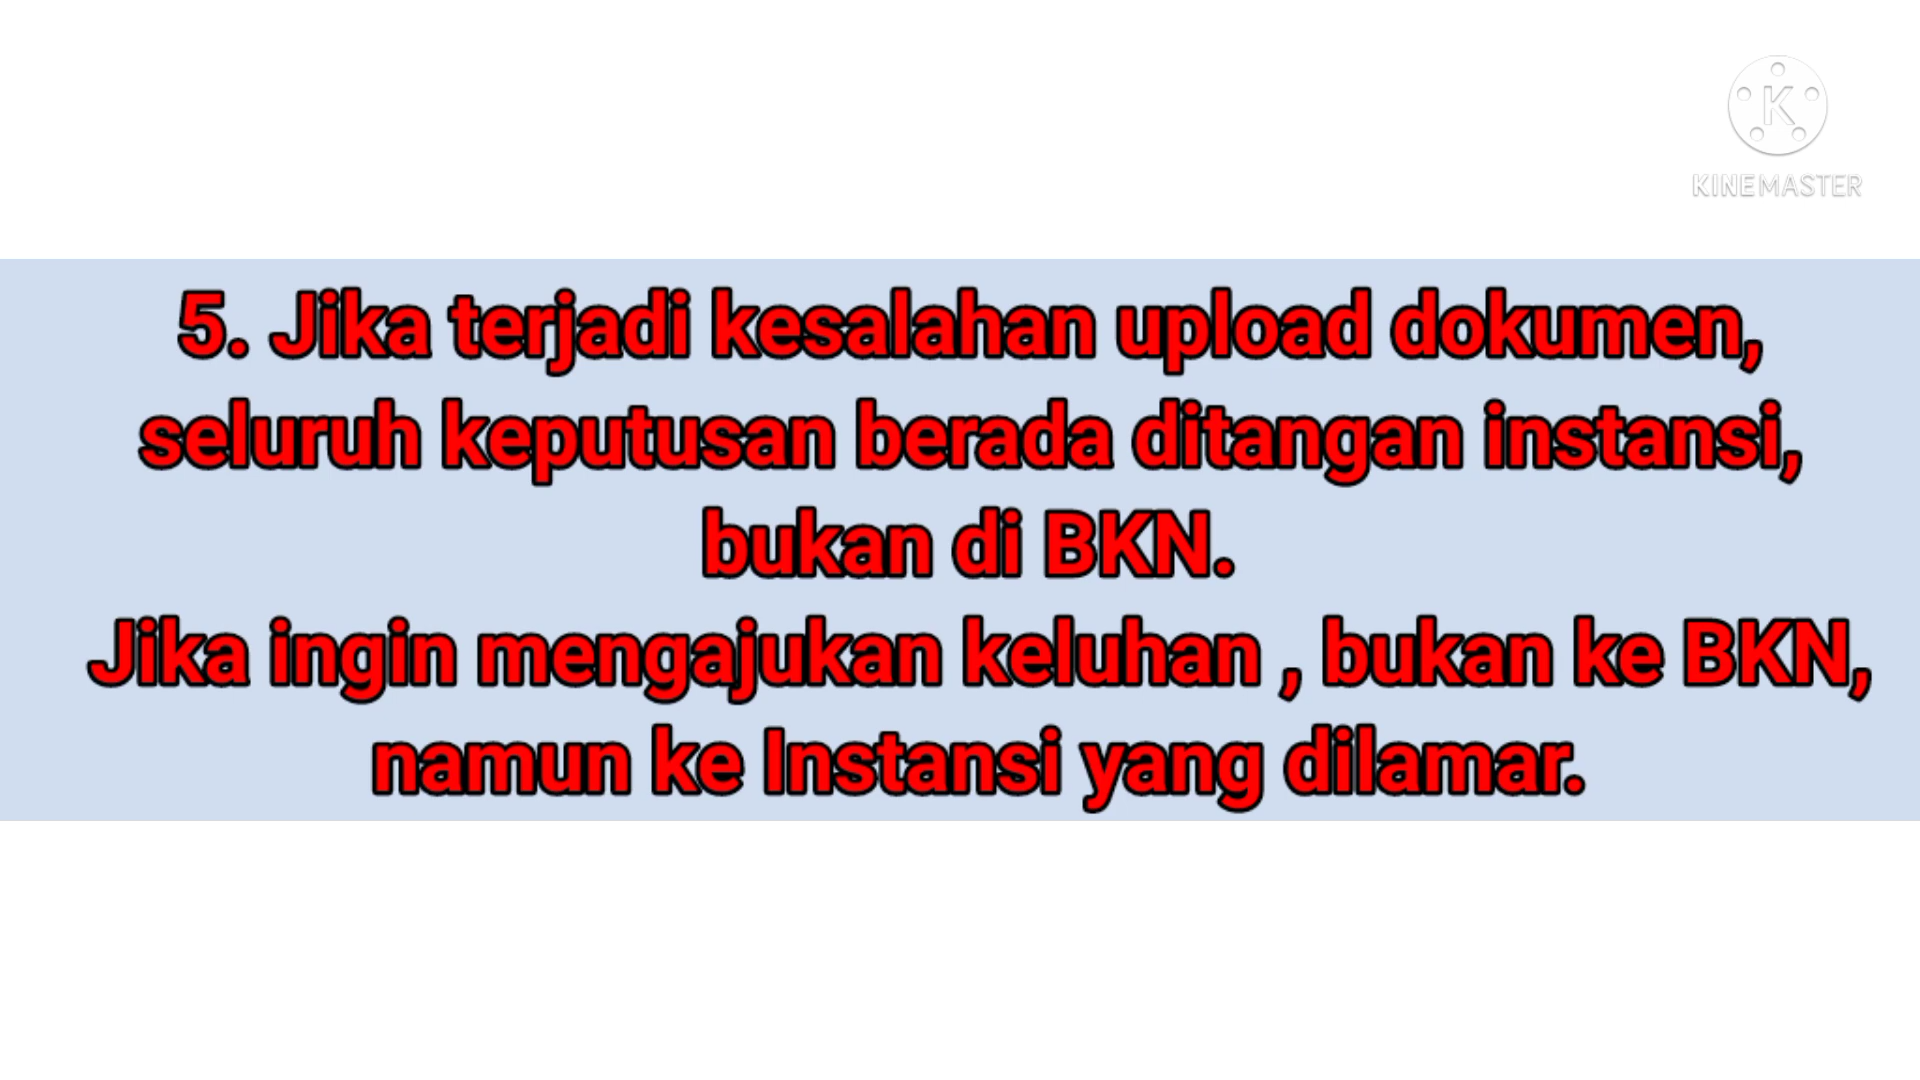 K
KINEMASTER
5. Jika terjadi kesalahan upload dokumen,
seluruh keputusan berada ditangan instansi,
bukan di BKN.
Jika ingin mengajukan keluhan , bukan ke BKN,
namun ke Instansi yang dilamar.